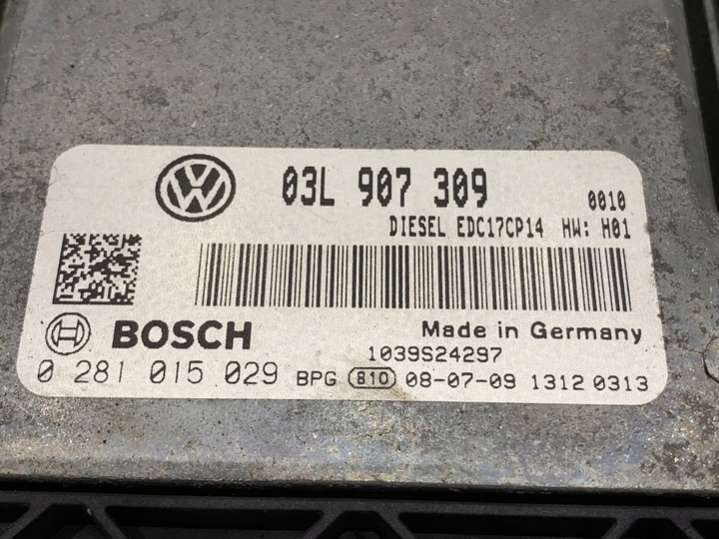 03L 907 309
0010
DIESEL EDC17CP14 HW: H01
BOSCH
Made in Germany
1039S24297
0 281 015 029 BPG 810 08-07-09 1312 0313